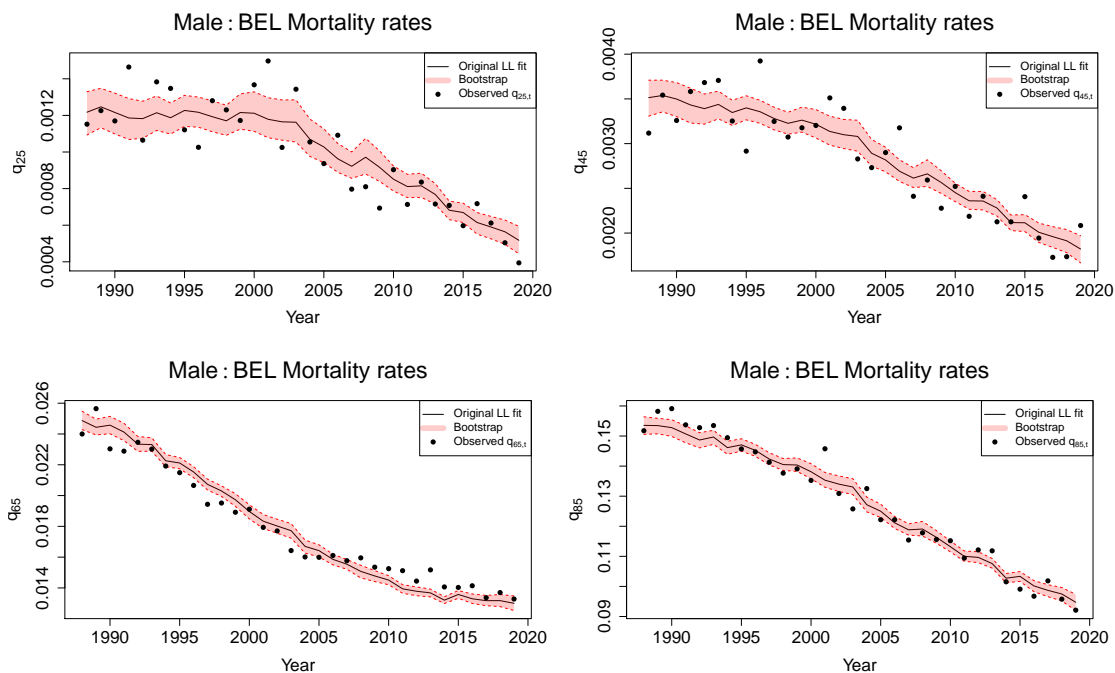 Male : BEL Mortality rates
Original LL fit
Bootstrap
Observed q25,t
q25
0.0004 0.0008 0.0012
1990 1995 2000 2005 2010 2015 2020
Year
Male : BEL Mortality rates
Original LL fit
Bootstrap
Observed q45,t
q45
0.0020 0.0030 0.0040
1990 1995 2000 2005 2010 2015 2020
Year
Male : BEL Mortality rates
Original LL fit
Bootstrap
Observed q65,t
q65
0.014 0.018 0.022 0.026
1990 1995 2000 2005 2010 2015 2020
Year
Male : BEL Mortality rates
Original LL fit
Bootstrap
Observed q85,t
q85
0.09 0.11 0.13 0.15
1990 1995 2000 2005 2010 2015 2020
Year